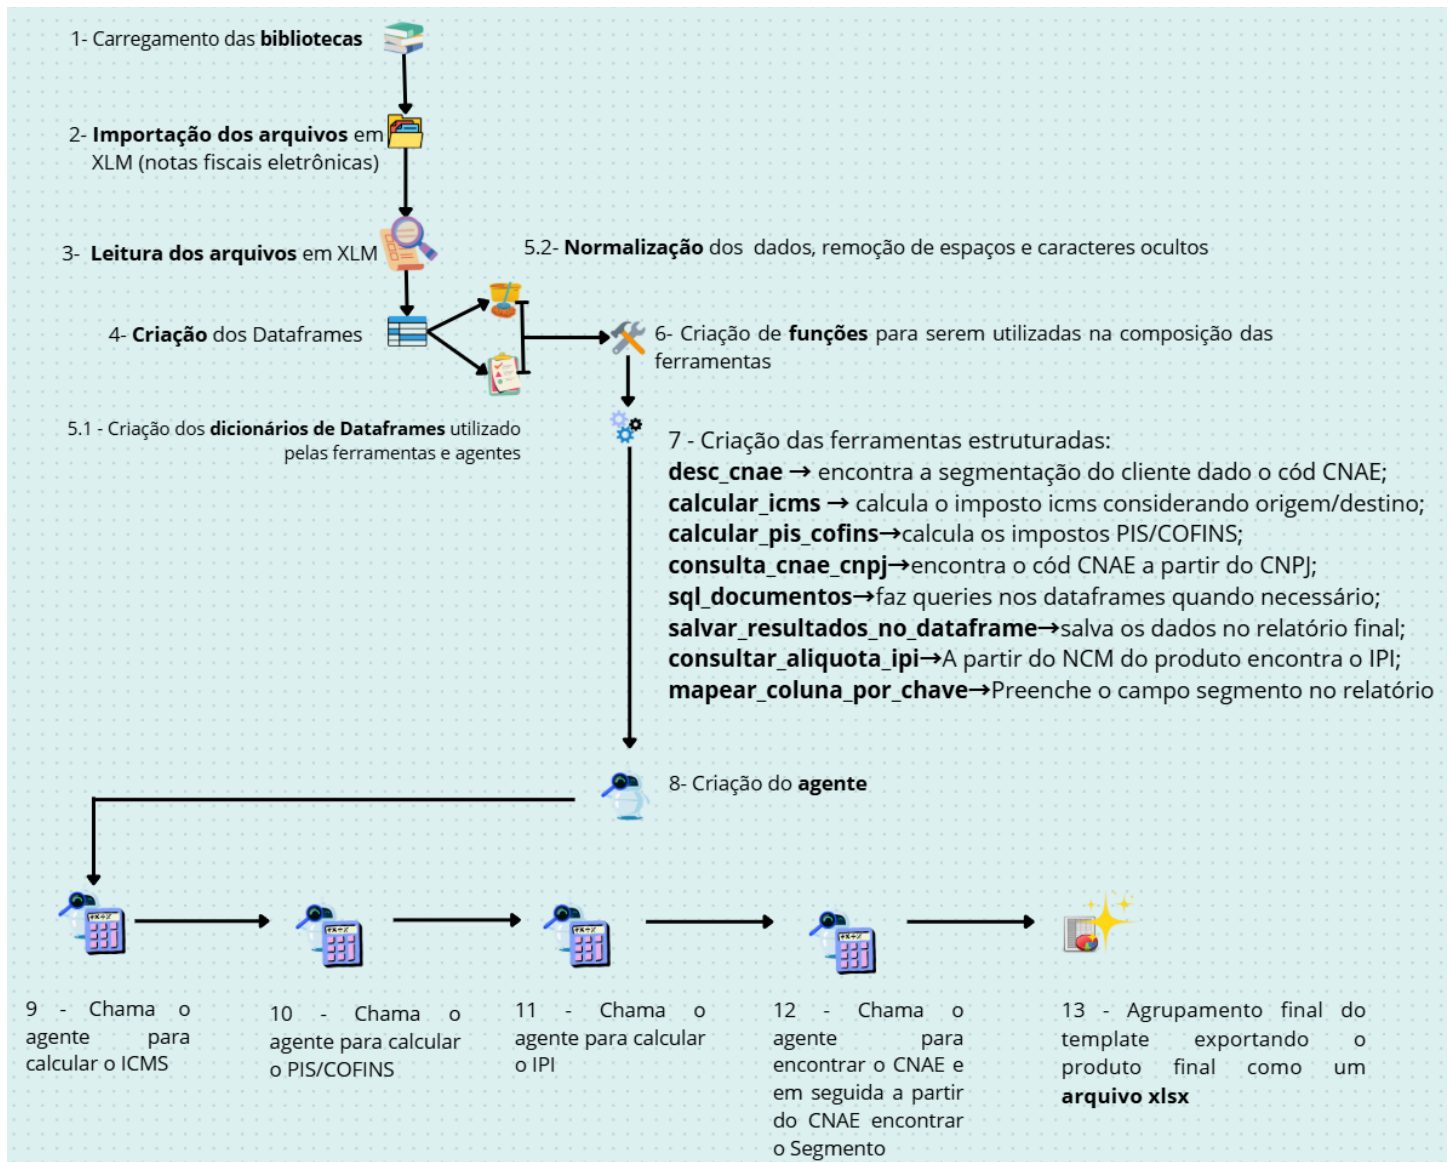 1- Carregamento das bibliotecas
2- Importação dos arquivos em
XLM (notas fiscais eletrônicas)
3- Leitura dos arquivos em XLM
5.2- Normalização dos dados, remoção de espaços e caracteres ocultos
4- Criação dos Dataframes
6- Criação de funções para serem utilizadas na composição das
ferramentas
5.1 - Criação dos dicionários de Dataframes utilizado
pelas ferramentas e agentes
7 - Criação das ferramentas estruturadas:
desc_cnae → encontra a segmentação do cliente dado o cód CNAE;
calcular_icms → calcula o imposto icms considerando origem/destino;
calcular_pis_cofins→calcula os impostos PIS/COFINS;
consulta_cnae_cnpj→encontra o cód CNAE a partir do CNPJ;
sql_documentos→faz queries nos dataframes quando necessário;
salvar_resultados_no_dataframe→salva os dados no relatório final;
consultar_aliquota_ipi→A partir do NCM do produto encontra o IPI;
mapear_coluna_por_chave→Preenche o campo segmento no relatório
8- Criação do agente
9 - Chama o
agente para
calcular o ICMS
10 - Chama o
agente para calcular
o PIS/COFINS
11 - Chama o
agente para calcular
o IPI
12 - Chama o
agente para
encontrar o CNAE e
em seguida a partir
do CNAE encontrar
o Segmento
13 - Agrupamento final do
template exportando o
produto final como um
arquivo xlsx